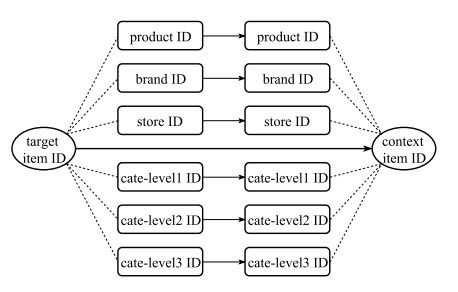 product ID
product ID
brand ID
brand ID
store ID
store ID
target
item ID
context
item ID
cate-level1 ID
cate-level1 ID
cate-level2 ID
cate-level2 ID
cate-level3 ID
cate-level3 ID